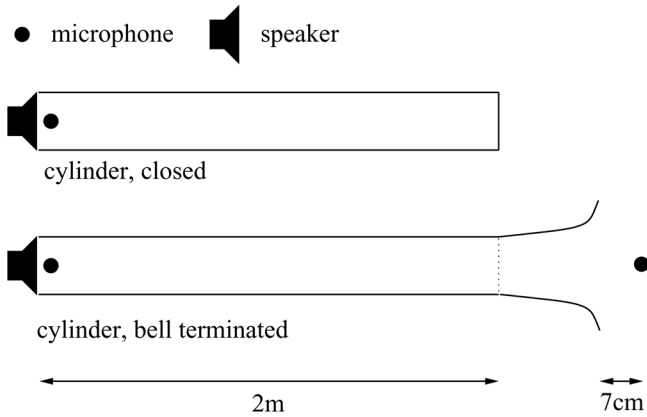 microphone speaker
cylinder, closed
cylinder, bell terminated
2m 7cm